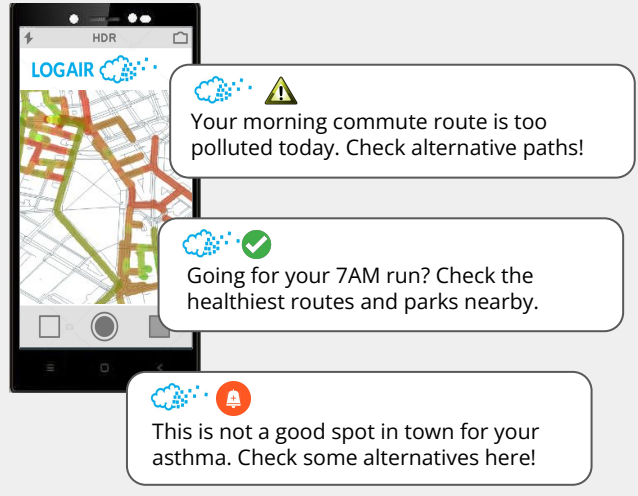 HDR
LOGAIR
Your morning commute route is too
polluted today. Check alternative paths!
Going for your 7AM run? Check the
healthiest routes and parks nearby.
This is not a good spot in town for your
asthma. Check some alternatives here!